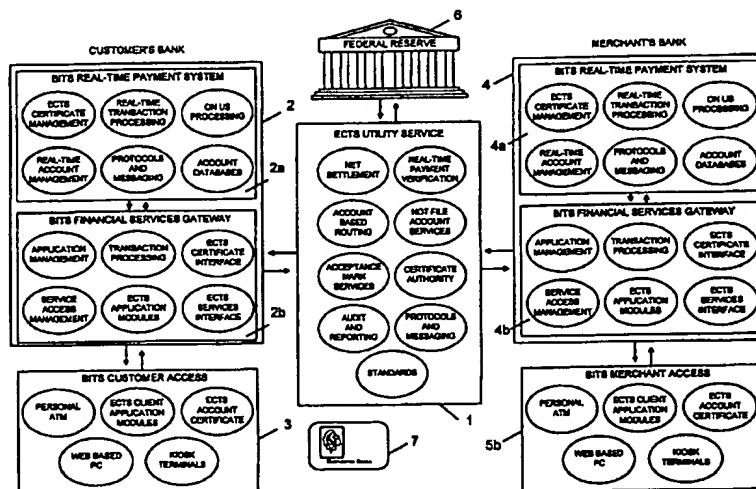 CUSTOMER'S BANK
BITS REAL-TIME PAYMENT SYSTEM
ECTS CERTIFICATE MANAGEMENT
REAL-TIME TRANSACTION PROCESSING
ON US PROCESSING
REAL-TIME ACCOUNT MANAGEMENT
PROTOCOLS AND MESSAGING
ACCOUNT DATABASES
2
2a
BITS FINANCIAL SERVICES GATEWAY
APPLICATION MANAGEMENT
TRANSACTION PROCESSING
ECTS CERTIFICATE INTERFACE
SERVICE ACCESS MANAGEMENT
ECTS APPLICATION MODULES
ECTS SERVICES INTERFACE
2b
BITS CUSTOMER ACCESS
PERSONAL ATM
ECTS CLIENT APPLICATION MODULES
ECTS ACCOUNT CERTIFICATE
WEB BASED PC
KIOSK TERMINALS
3
6
FEDERAL RESERVE
ECTS UTILITY SERVICE
NET SETTLEMENT
REAL-TIME PAYMENT VERIFICATION
ACCOUNT BASED ROUTING
NOT FILE ACCOUNT SERVICES
ACCEPTANCE MARK SERVICES
CERTIFICATE AUTHORITY
AUDIT AND REPORTING
PROTOCOLS AND MESSAGING
STANDARDS
1
7
MERCHANT'S BANK
4
BITS REAL-TIME PAYMENT SYSTEM
ECTS CERTIFICATE MANAGEMENT
REAL-TIME TRANSACTION PROCESSING
ON US PROCESSING
4a
REAL-TIME ACCOUNT MANAGEMENT
PROTOCOLS AND MESSAGING
ACCOUNT DATABASES
BITS FINANCIAL SERVICES GATEWAY
APPLICATION MANAGEMENT
TRANSACTION PROCESSING
ECTS CERTIFICATE INTERFACE
SERVICE ACCESS MANAGEMENT
ECTS APPLICATION MODULES
ECTS SERVICES INTERFACE
4b
BITS MERCHANT ACCESS
PERSONAL ATM
ECTS CLIENT APPLICATION MODULES
ECTS ACCOUNT CERTIFICATE
WEB BASED PC
KIOSK TERMINALS
5b